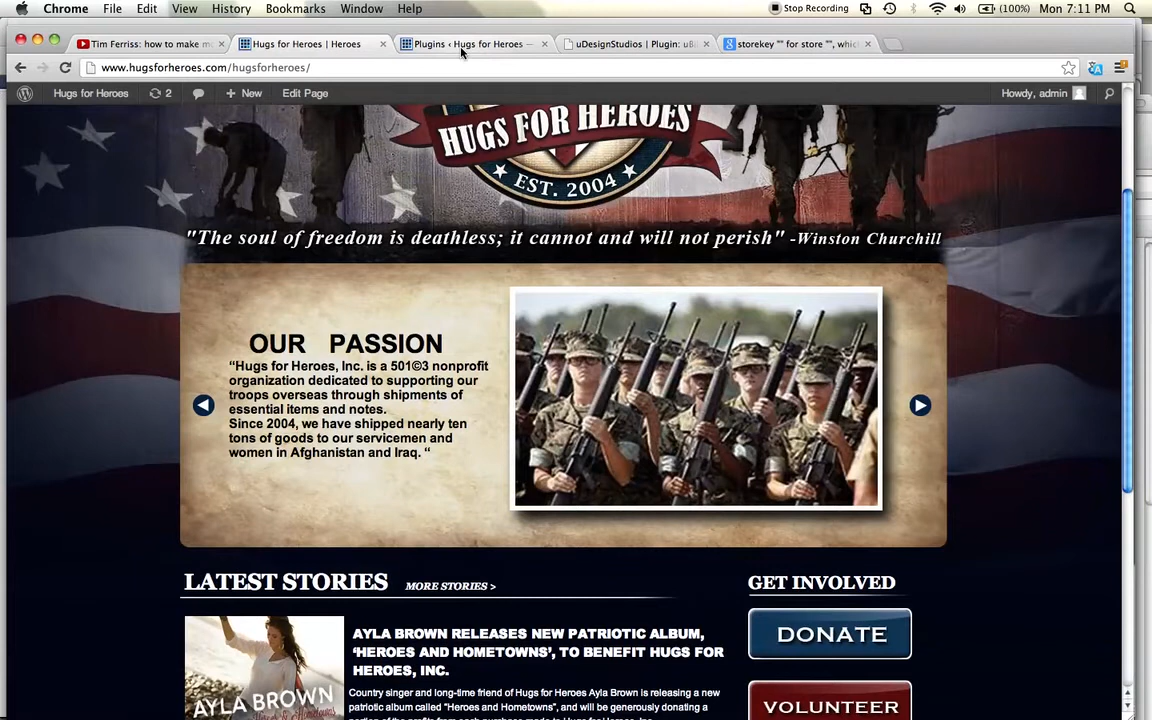 Chrome File Edit View History Bookmarks Window Help Stop Recording (100%) Mon 7:11 PM
Tim Ferriss: how to make mo Hugs for Heroes | Heroes Plugins ‹ Hugs for Heroes — uDesignStudios | Plugin: uBil storekey "" for store "", whic
www.hugsforheroes.com/hugsforheroes/
Hugs for Heroes 2 + New Edit Page Howdy, admin
HUGS FOR HEROES
EST. 2004
"The soul of freedom is deathless; it cannot and will not perish" -Winston Churchill
OUR PASSION
“Hugs for Heroes, Inc. is a 501©3 nonprofit
organization dedicated to supporting our
troops overseas through shipments of
essential items and notes.
Since 2004, we have shipped nearly ten
tons of goods to our servicemen and
women in Afghanistan and Iraq. “
LATEST STORIES MORE STORIES >
GET INVOLVED
DONATE
AYLA BROWN RELEASES NEW PATRIOTIC ALBUM,
‘HEROES AND HOMETOWNS’, TO BENEFIT HUGS FOR
HEROES, INC.
Country singer and long-time friend of Hugs for Heroes Ayla Brown is releasing a new
patriotic album called “Heroes and Hometowns”, and will be generously donating a
AYLA BROWN
VOLUNTEER